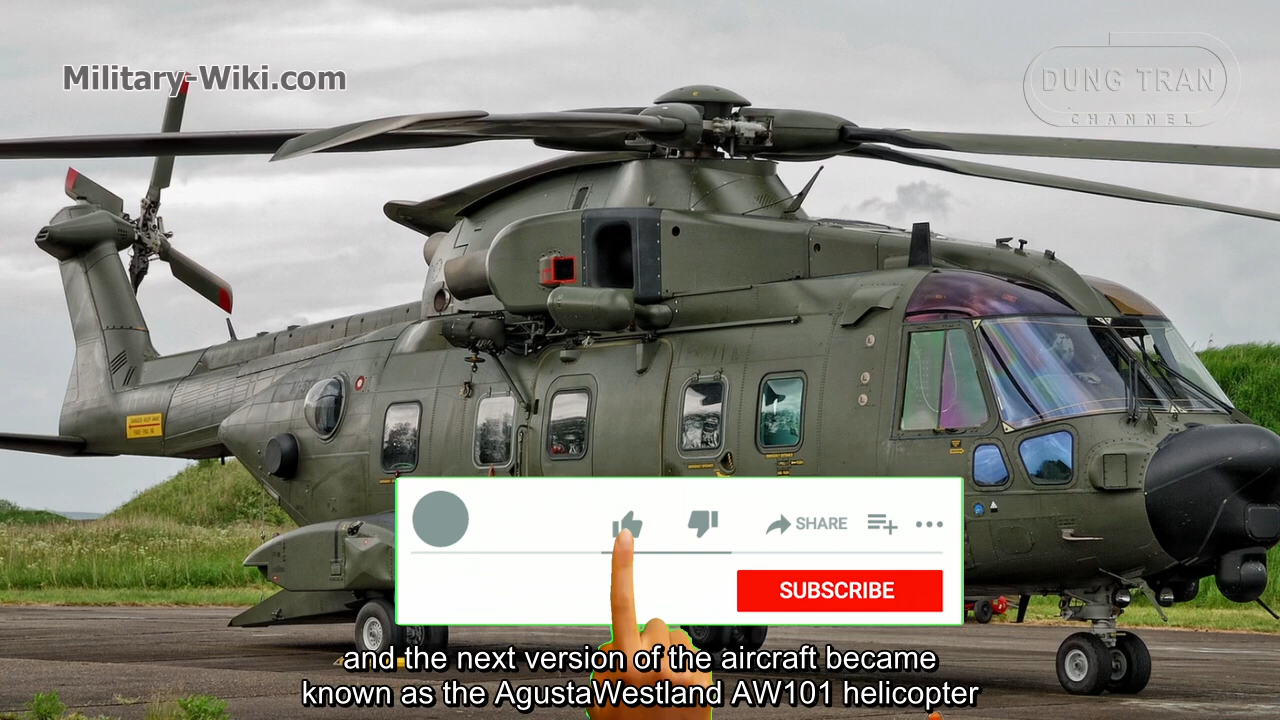 Military-Wiki.com
DUNG TRAN
CHANNEL
SHARE
SUBSCRIBE
and the next version of the aircraft became
known as the AgustaWestland AW101 helicopter